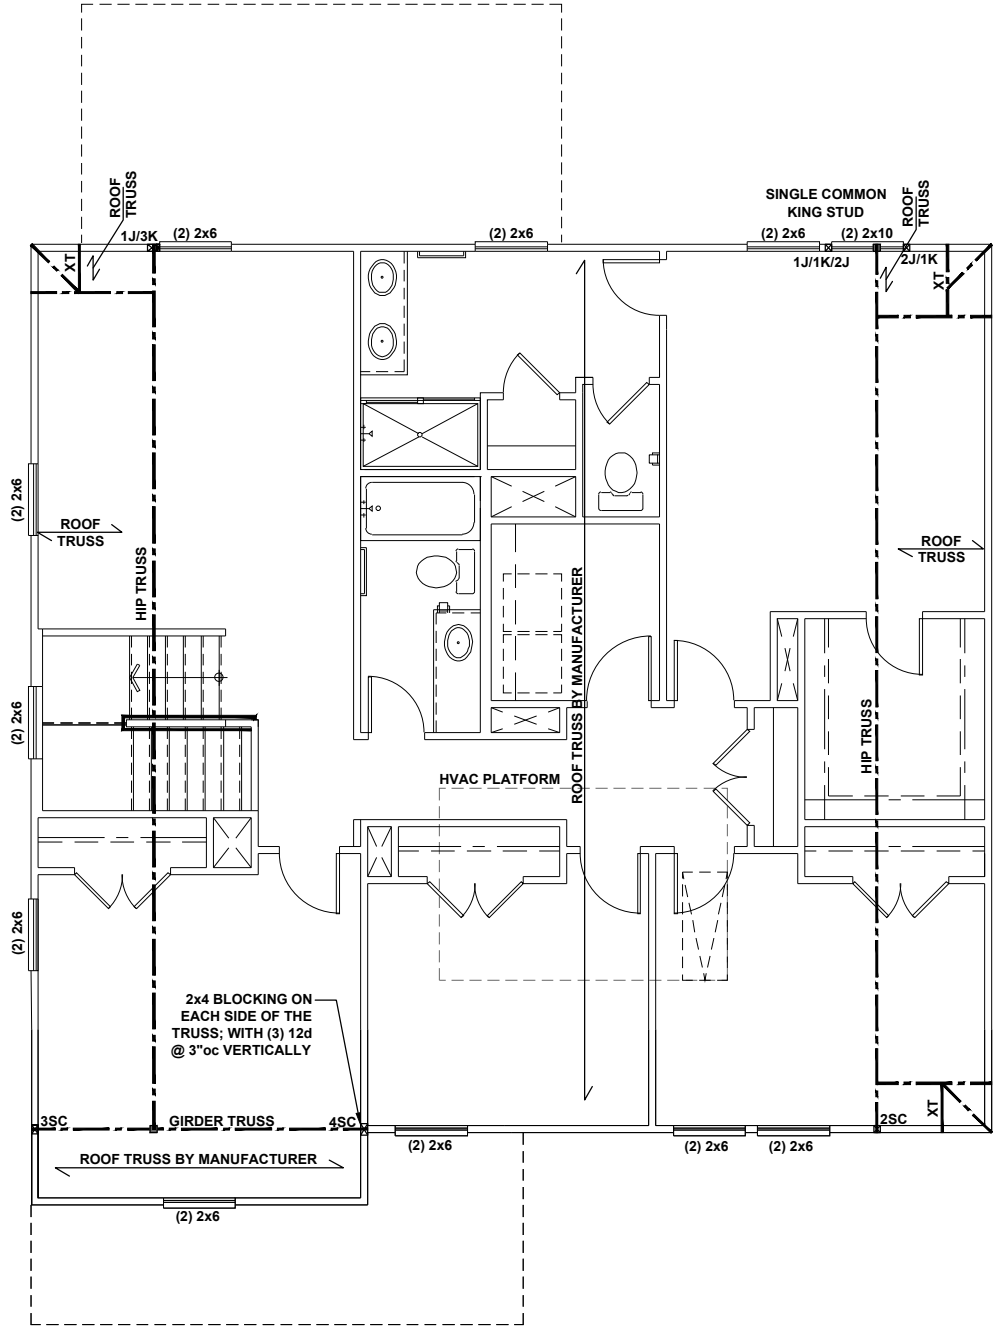 ROOF
TRUSS
1J/3K
(2) 2x6
(2) 2x6
SINGLE COMMON
KING STUD
(2) 2x6
(2) 2x10
ROOF
TRUSS
1J/1K/2J
2J/1K
XT
XT
(2) 2x6
ROOF
TRUSS
HIP TRUSS
ROOF TRUSS BY MANUFACTURER
ROOF
TRUSS
(2) 2x6
HIP TRUSS
HVAC PLATFORM
(2) 2x6
2x4 BLOCKING ON
EACH SIDE OF THE
TRUSS; WITH (3) 12d
@ 3"oc VERTICALLY
3SC
GIRDER TRUSS
4SC
2SC
XT
(2) 2x6
(2) 2x6
(2) 2x6
ROOF TRUSS BY MANUFACTURER
(2) 2x6